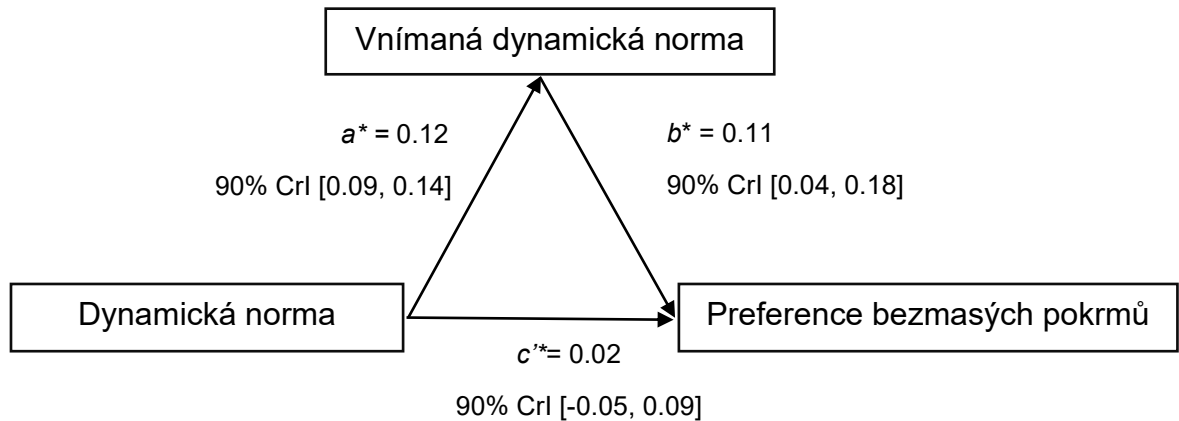 Vnímaná dynamická norma
a* = 0.12
90% CrI [0.09, 0.14]
b* = 0.11
90% CrI [0.04, 0.18]
Dynamická norma
Preference bezmasých pokrmů
c’*= 0.02
90% CrI [-0.05, 0.09]